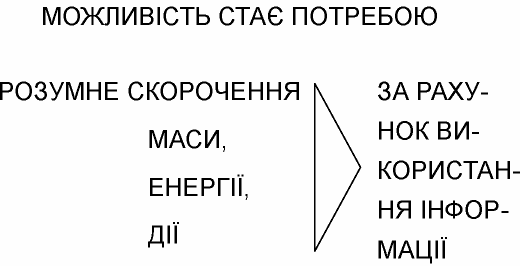 МОЖЛИВІСТЬ СТАЄ ПОТРЕБОЮ
РОЗУМНЕ СКОРОЧЕННЯ
МАСИ,
ЕНЕРГІЇ,
ДІЇ
ЗА РАХУ-
НОК ВИ-
КОРИСТАН-
НЯ ІНФОР-
МАЦІЇ